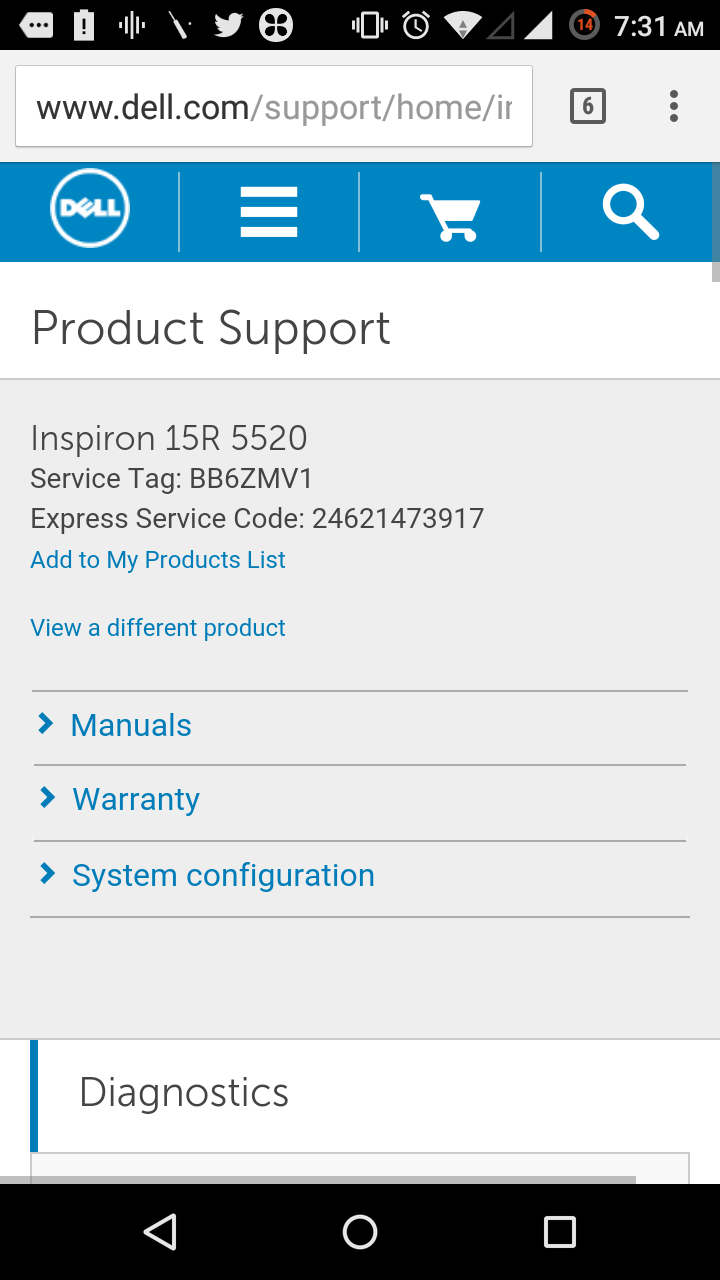 14 7:31 AM
www.dell.com/support/home/ir
6
DELL
Product Support
Inspiron 15R 5520
Service Tag: BB6ZMV1
Express Service Code: 24621473917
Add to My Products List
View a different product
Manuals
Warranty
System configuration
Diagnostics